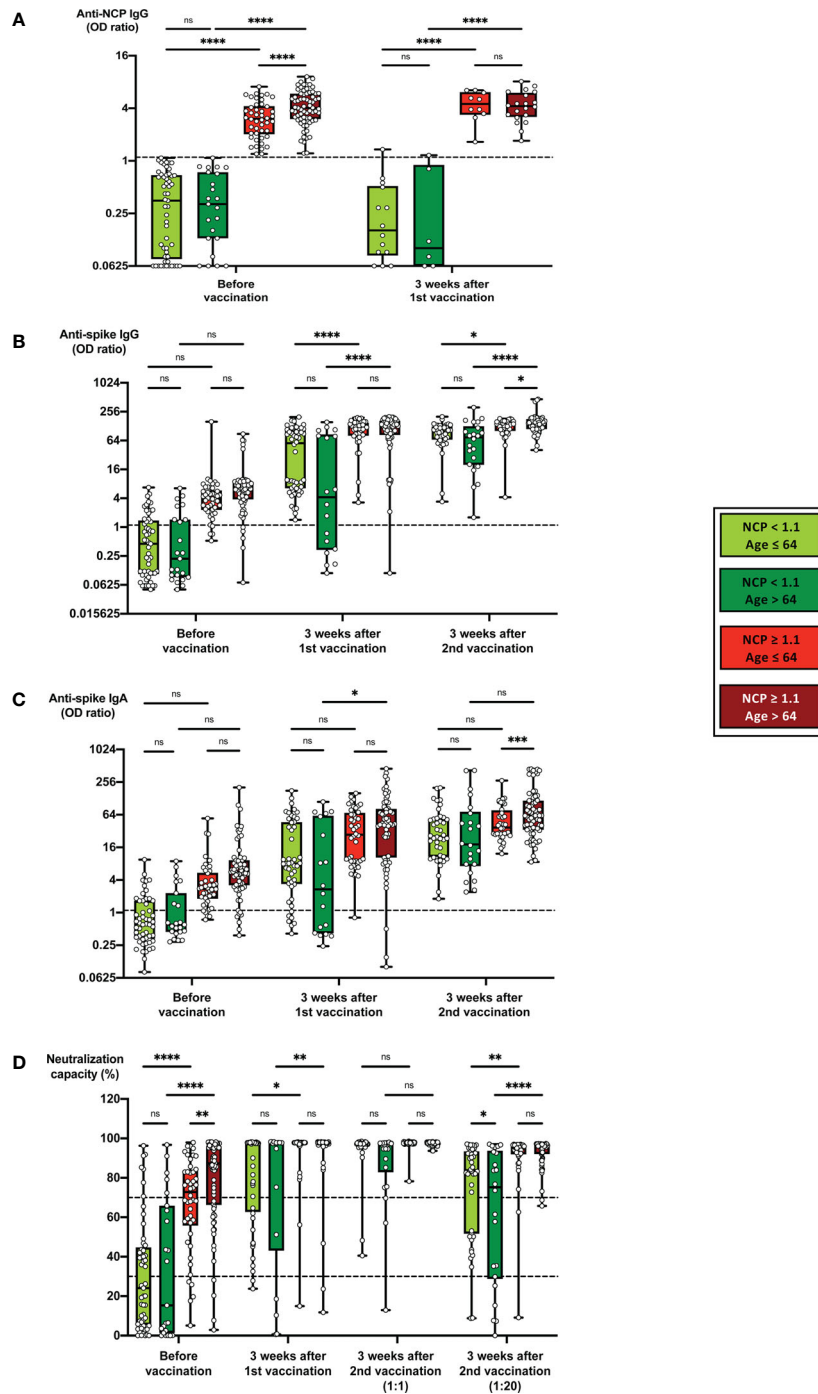 A
Anti-NCP IgG
(OD ratio)
ns
****
****
****
****
****
ns
ns
16
4
1
0.25
0.0625
Before
vaccination
3 weeks after
1st vaccination
B
Anti-spike IgG
(OD ratio)
ns
ns
ns
ns
****
****
ns
ns
*
****
ns
*
1024
256
64
16
4
1
0.25
0.0625
0.015625
Before
vaccination
3 weeks after
1st vaccination
3 weeks after
2nd vaccination
NCP < 1.1
Age ≤ 64
NCP < 1.1
Age > 64
NCP ≥ 1.1
Age ≤ 64
NCP ≥ 1.1
Age > 64
C
Anti-spike IgA
(OD ratio)
ns
ns
ns
ns
*
ns
ns
ns
ns
ns
ns
***
1024
256
64
16
4
1
0.25
0.0625
Before
vaccination
3 weeks after
1st vaccination
3 weeks after
2nd vaccination
D
Neutralization
capacity (%)
****
****
ns
**
**
*
ns
ns
ns
ns
ns
ns
**
****
*
ns
120
100
80
60
40
20
0
Before
vaccination
3 weeks after
1st vaccination
3 weeks after
2nd vaccination
(1:1)
3 weeks after
2nd vaccination
(1:20)